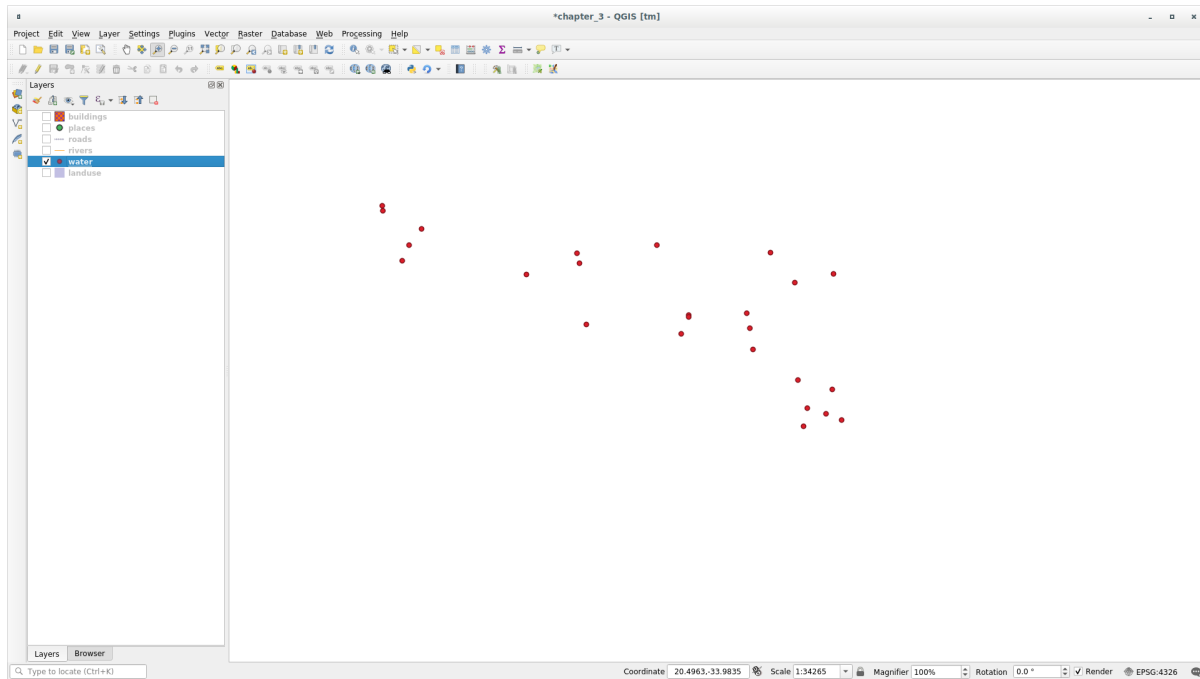 *chapter_3 - QGIS [tm]
Project Edit View Layer Settings Plugins Vector Raster Database Web Processing Help
Layers
buildings
places
roads
rivers
water
landuse
Layers Browser
Type to locate (Ctrl+K) Coordinate 20.4963,-33.9835 Scale 1:34265 Magnifier 100% Rotation 0.0 ° Render EPSG:4326